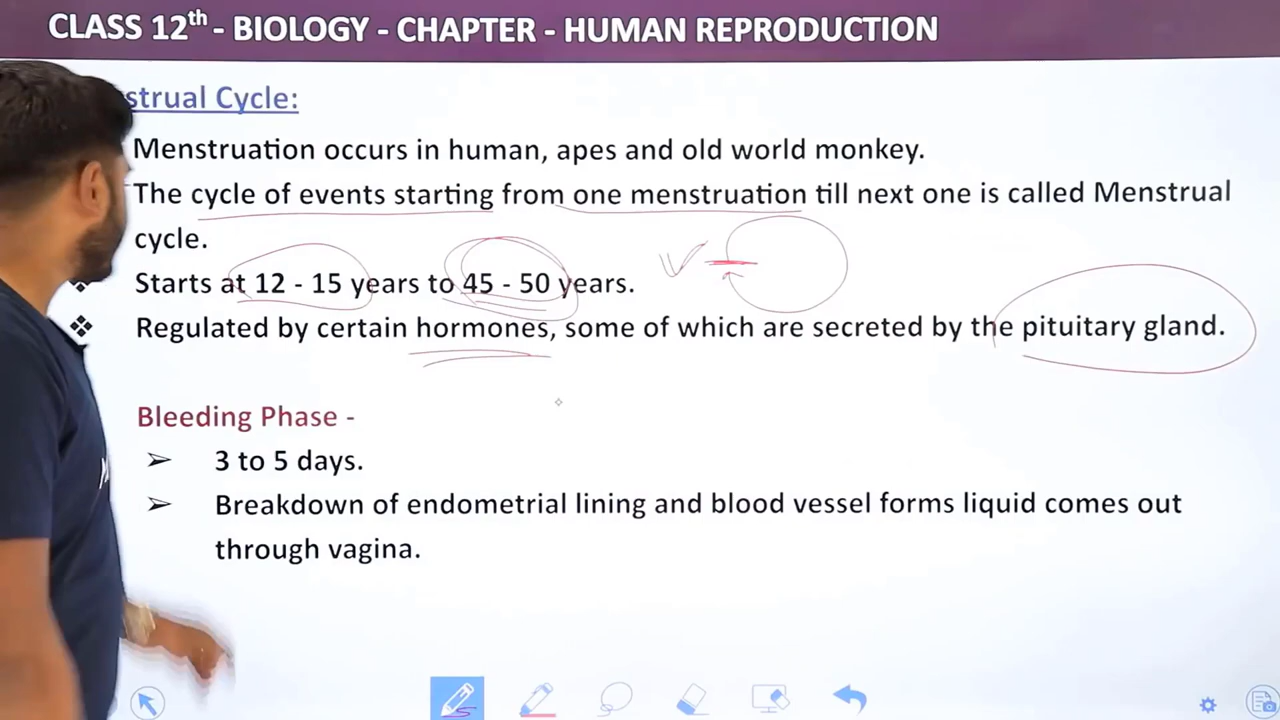 CLASS 12th - BIOLOGY - CHAPTER - HUMAN REPRODUCTION
strual Cycle:
Menstruation occurs in human, apes and old world monkey.
The cycle of events starting from one menstruation till next one is called Menstrual
cycle.
Starts at 12 - 15 years to 45 - 50 years.
Regulated by certain hormones, some of which are secreted by the pituitary gland.
Bleeding Phase -
3 to 5 days.
Breakdown of endometrial lining and blood vessel forms liquid comes out
through vagina.